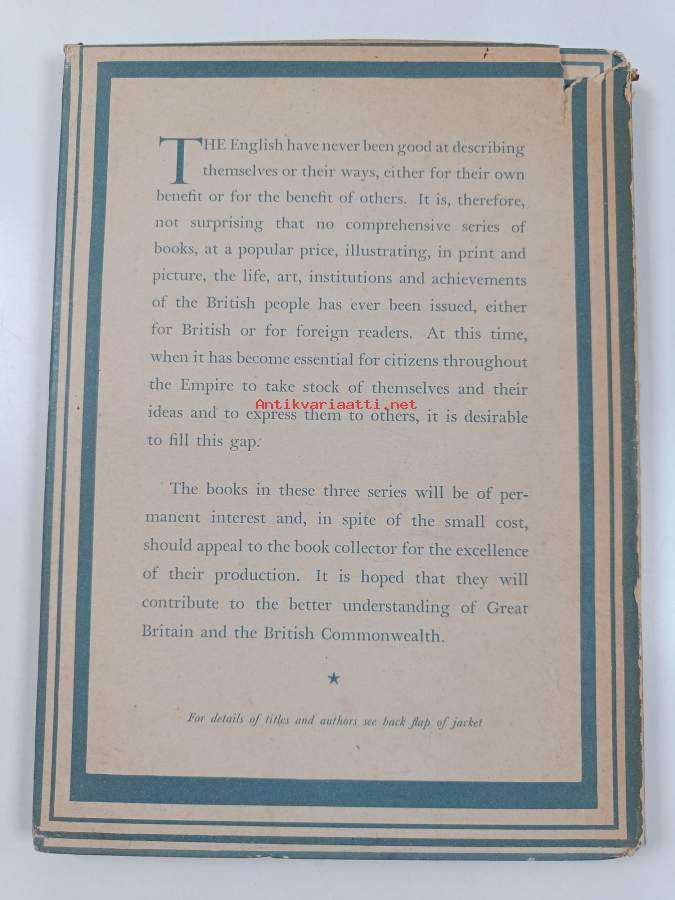 THE English have never been good at describing
themselves or their ways, either for their own
benefit or for the benefit of others. It is, therefore,
not surprising that no comprehensive series of
books, at a popular price, illustrating, in print and
picture, the life, art, institutions and achievements
of the British people has ever been issued, either
for British or for foreign readers. At this time,
when it has become essential for citizens throughout
the Empire to take stock of themselves and their
ideas and to express them to others, it is desirable
to fill this gap.
Antikvariaatti.net
The books in these three series will be of per-
manent interest and, in spite of the small cost,
should appeal to the book collector for the excellence
of their production. It is hoped that they will
contribute to the better understanding of Great
Britain and the British Commonwealth.
For details of titles and authors see back flap of jacket